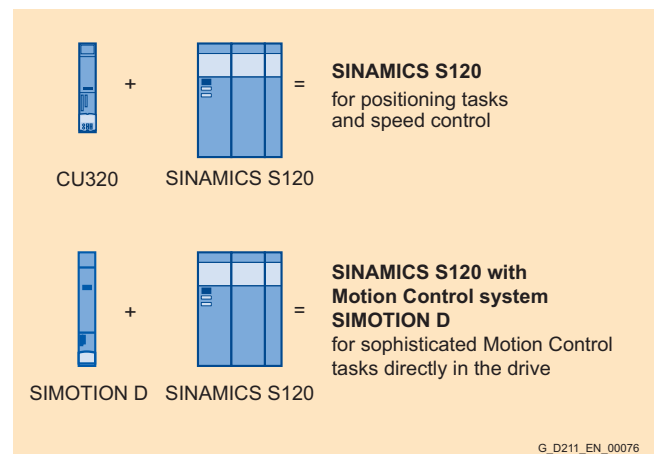 +
=
SINAMICS S120
for positioning tasks
and speed control
CU320
SINAMICS S120
+
=
SINAMICS S120 with
Motion Control system
SIMOTION D
for sophisticated Motion Control
tasks directly in the drive
SIMOTION D
SINAMICS S120
G_D211_EN_00076